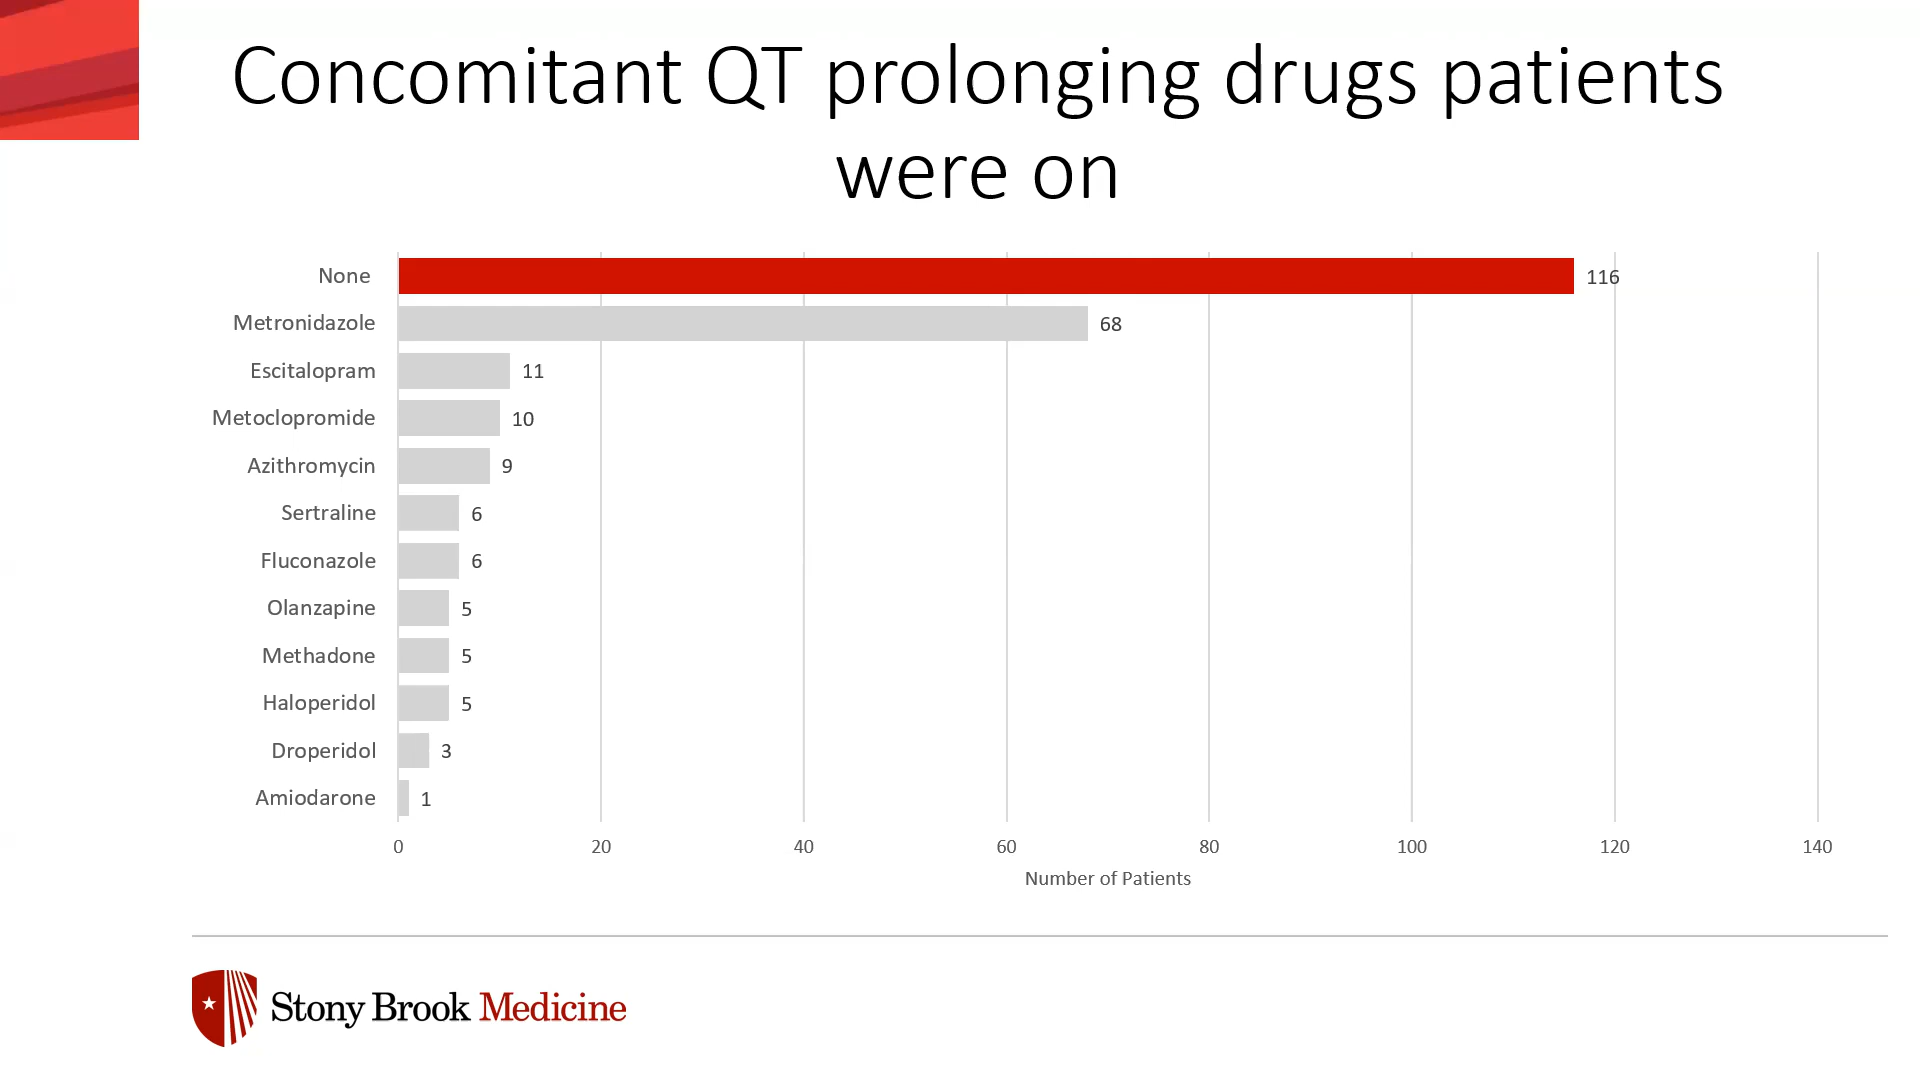 Concomitant QT prolonging drugs patients
were on
None 116
Metronidazole 68
Escitalopram 11
Metoclopromide 10
Azithromycin 9
Sertraline 6
Fluconazole 6
Olanzapine 5
Methadone 5
Haloperidol 5
Droperidol 3
Amiodarone 1
0 20 40 60 80 100 120 140
Number of Patients
Stony Brook Medicine